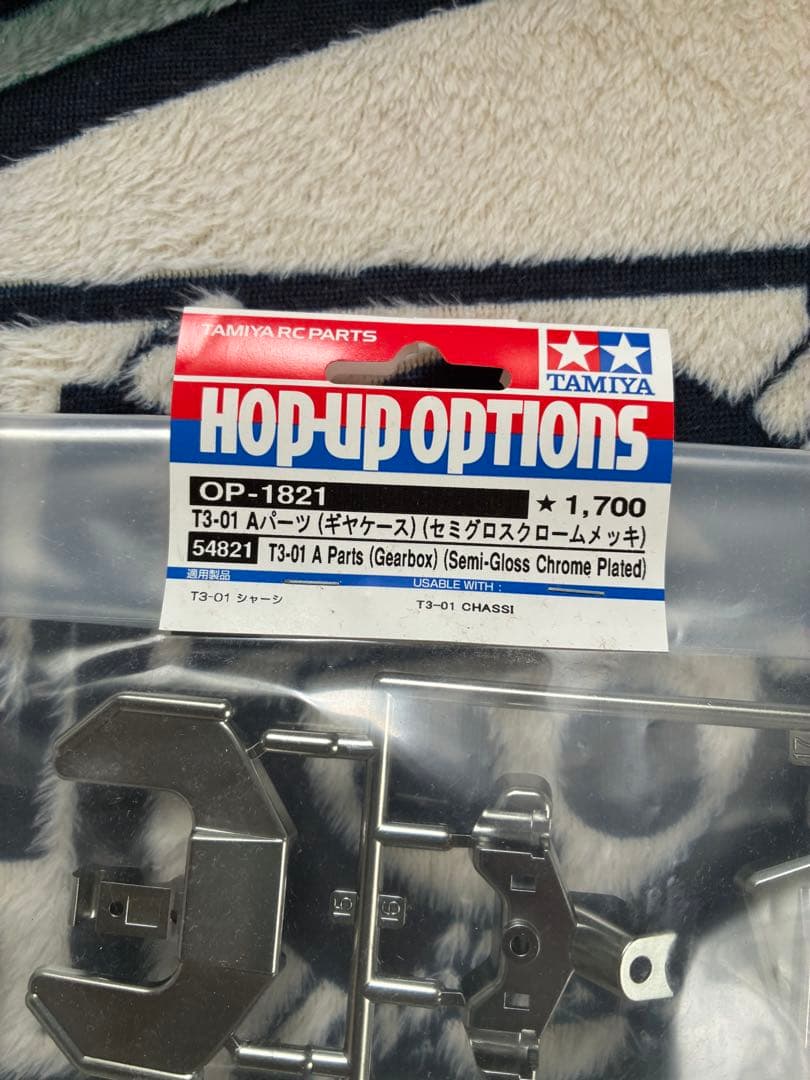 TAMIYA RC PARTS
TAMIYA
HOP-UP OPTIONS
OP-1821
★ 1,700
T3-01 Aパーツ (ギヤケース) (セミグロスクロームメッキ)
54821 T3-01 A Parts (Gearbox) (Semi-Gloss Chrome Plated)
適用製品
USABLE WITH :
T3-01 シャーシ
T3-01 CHASSI
17
15
16